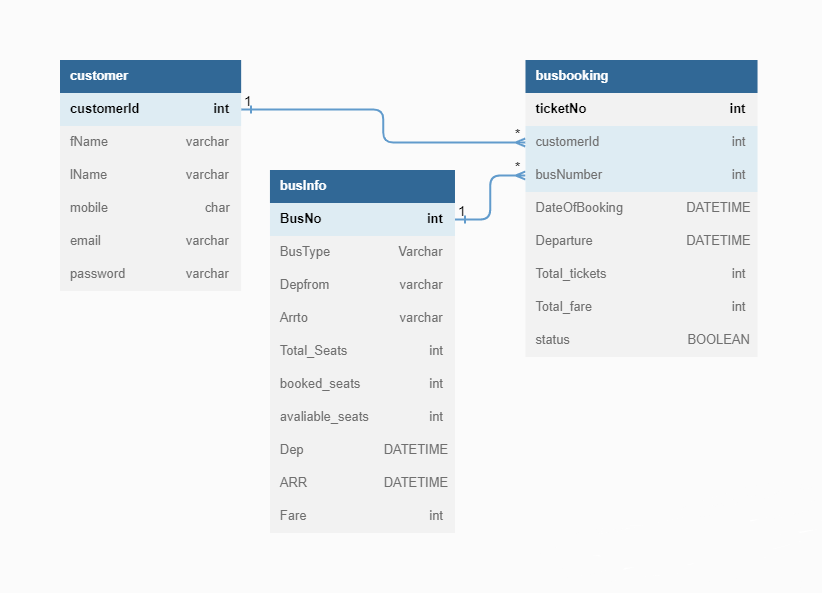 customer
customerId int
fName varchar
lName varchar
mobile char
email varchar
password varchar
1
busInfo
BusNo int
BusType Varchar
Depfrom varchar
Arrto varchar
Total_Seats int
booked_seats int
avaliable_seats int
Dep DATETIME
ARR DATETIME
Fare int
1
busbooking
ticketNo int
* customerId int
* busNumber int
DateOfBooking DATETIME
Departure DATETIME
Total_tickets int
Total_fare int
status BOOLEAN